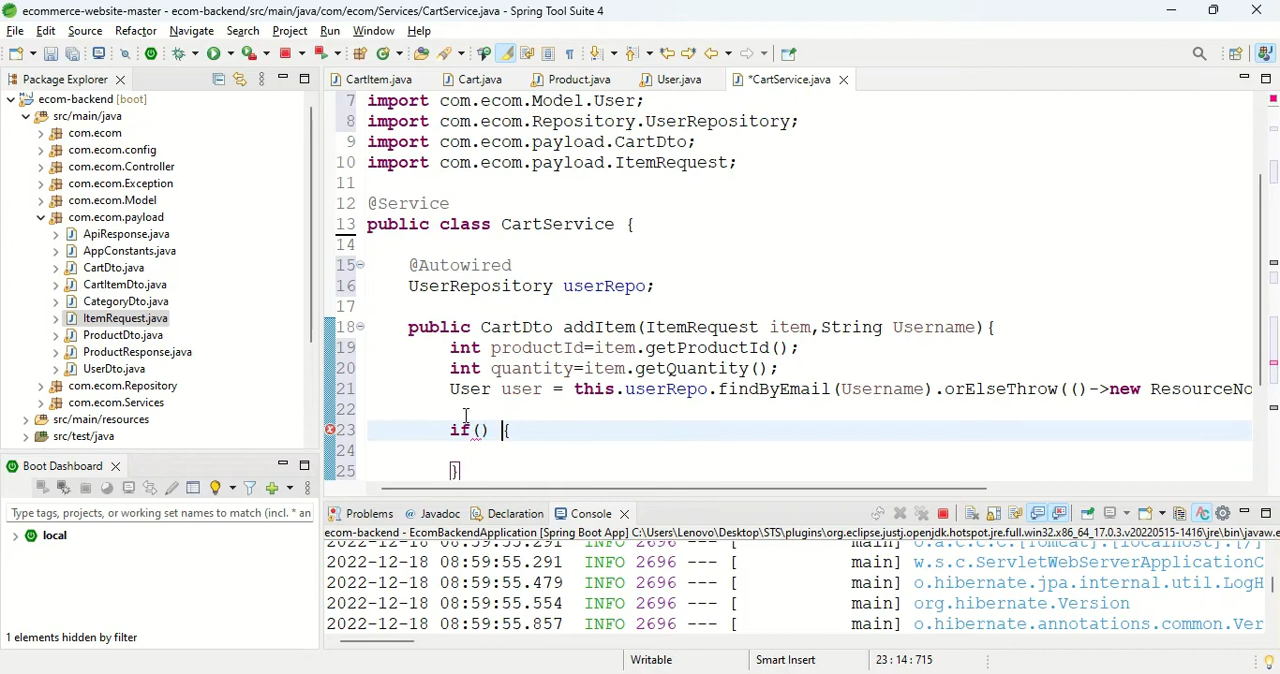 ecommerce-website-master - ecom-backend/src/main/java/com/ecom/Services/CartService.java - Spring Tool Suite 4
File Edit Source Refactor Navigate Search Project Run Window Help
Package Explorer
CartItem.java Cart.java Product.java User.java *CartService.java
ecom-backend [boot]
src/main/java
com.ecom
com.ecom.config
com.ecom.Controller
com.ecom.Exception
com.ecom.Model
com.ecom.payload
ApiResponse.java
AppConstants.java
CartDto.java
CartItemDto.java
CategoryDto.java
ItemRequest.java
ProductDto.java
ProductResponse.java
UserDto.java
com.ecom.Repository
com.ecom.Services
src/main/resources
src/test/java
7 import com.ecom.Model.User;
8 import com.ecom.Repository.UserRepository;
9 import com.ecom.payload.CartDto;
10 import com.ecom.payload.ItemRequest;
11
12 @Service
13 public class CartService {
14
15 @Autowired
16 UserRepository userRepo;
17
18 public CartDto addItem(ItemRequest item,String Username){
19 int productId=item.getProductId();
20 int quantity=item.getQuantity();
21 User user = this.userRepo.findByEmail(Username).orElseThrow(()->new ResourceNo
22
23 if() {
24
25 }
Boot Dashboard
Type tags, projects, or working set names to match (incl. * an
local
1 elements hidden by filter
Problems Javadoc Declaration Console
ecom-backend - EcomBackendApplication [Spring Boot App] C:\Users\Lenovo\Desktop\STS\plugins\org.eclipse.justj.openjdk.hotspot.jre.full.win32.x86_64_17.0.3.v20220515-1416\jre\bin\javaw.e
2022-12-18 08:59:55.291 INFO 2696 --- [ main] o.a.c.c.C.[Tomcat].[localhost].[/]
2022-12-18 08:59:55.291 INFO 2696 --- [ main] w.s.c.ServletWebServerApplicationC
2022-12-18 08:59:55.479 INFO 2696 --- [ main] o.hibernate.jpa.internal.util.LogH
2022-12-18 08:59:55.554 INFO 2696 --- [ main] org.hibernate.Version
2022-12-18 08:59:55.857 INFO 2696 --- [ main] o.hibernate.annotations.common.Ver
Writable Smart Insert 23 : 14 : 715